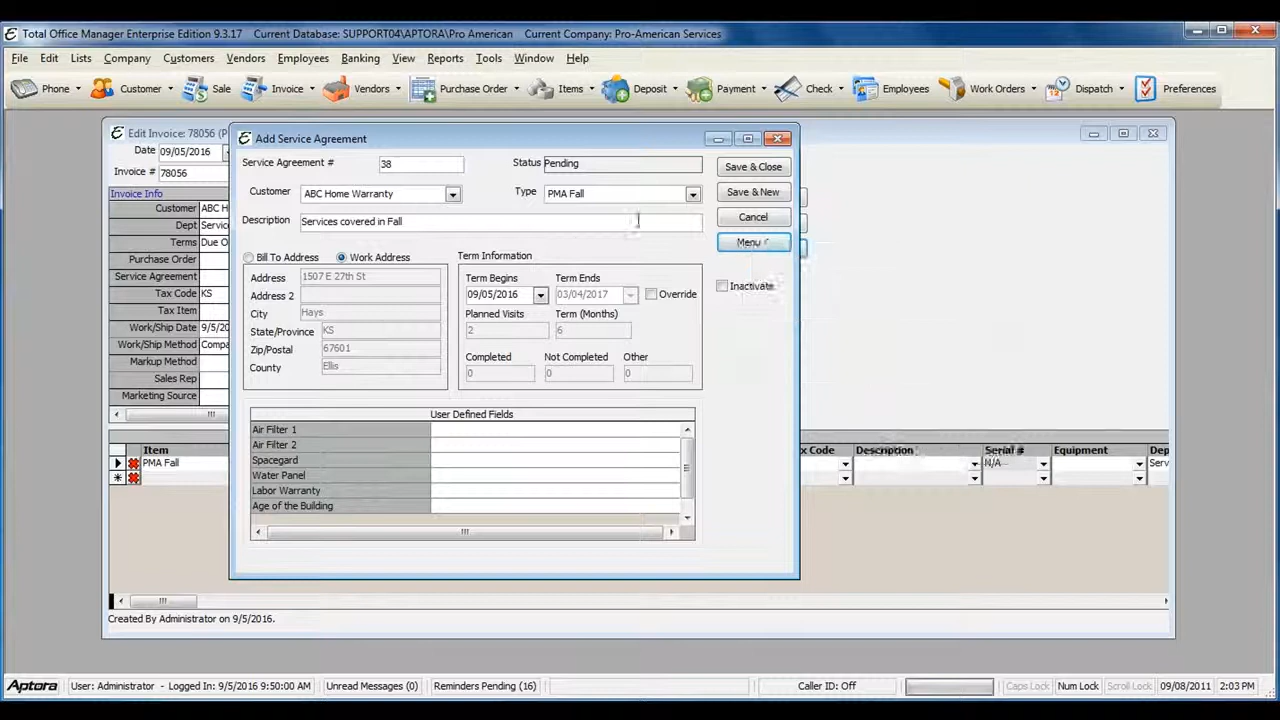 Total Office Manager Enterprise Edition 9.3.17 Current Database: SUPPORT04\APTORA\Pro American Current Company: Pro-American Services
File Edit Lists Company Customers Vendors Employees Banking View Reports Tools Window Help
Phone Customer Sale Invoice Vendors Purchase Order Items Deposit Payment Check Employees Work Orders Dispatch Preferences
Edit Invoice: 78056 (P
Date 09/05/2016
Invoice # 78056
Invoice Info
Customer ABC H
Dept Servic
Terms Due O
Purchase Order
Service Agreement
Tax Code KS
Tax Item
Work/Ship Date 9/5/20
Work/Ship Method Compa
Markup Method
Sales Rep
Marketing Source
Add Service Agreement
Service Agreement # 38 Status Pending Save & Close
Customer ABC Home Warranty Type PMA Fall Save & New
Description Services covered in Fall Cancel
Menu
Bill To Address Work Address Term Information
Address 1507 E 27th St Term Begins Term Ends Inactivate
Address 2 09/05/2016 03/04/2017 Override
City Hays Planned Visits Term (Months)
State/Province KS 2 6
Zip/Postal 67601 Completed Not Completed Other
County Ellis 0 0 0
User Defined Fields
Air Filter 1
Air Filter 2
Spacegard
Water Panel
Labor Warranty
Age of the Building
Item x Code Description Serial # Equipment Dep
PMA Fall N/A Serv
Created By Administrator on 9/5/2016.
Aptora User: Administrator - Logged In: 9/5/2016 9:50:00 AM Unread Messages (0) Reminders Pending (16) Caller ID: Off Caps Lock Num Lock Scroll Lock 09/08/2011 2:03 PM